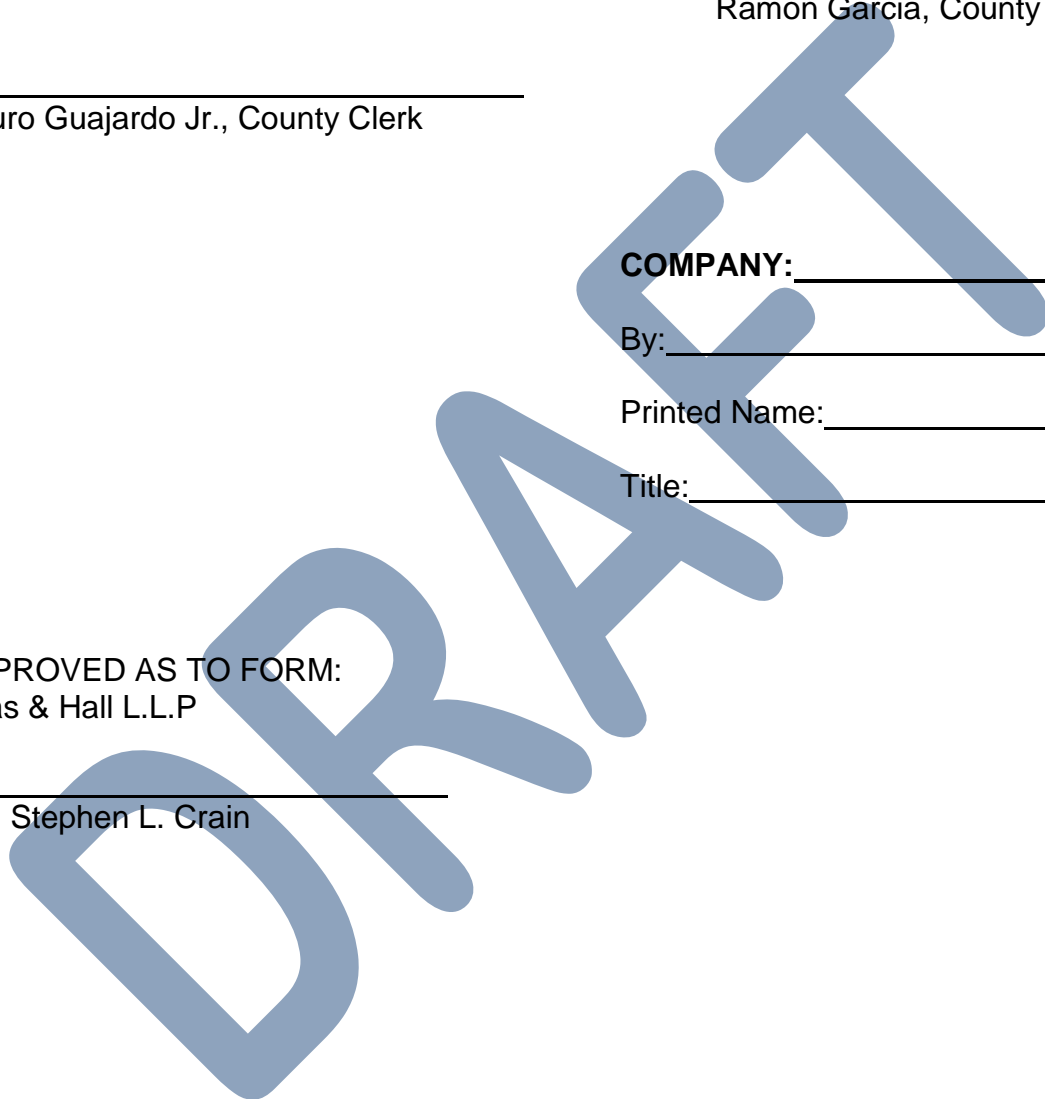 Ramon Garcia, County
uro Guajardo Jr., County Clerk
COMPANY:
By:
Printed Name:
Title:
PROVED AS TO FORM:
as & Hall L.L.P
Stephen L. Crain
DRAFT